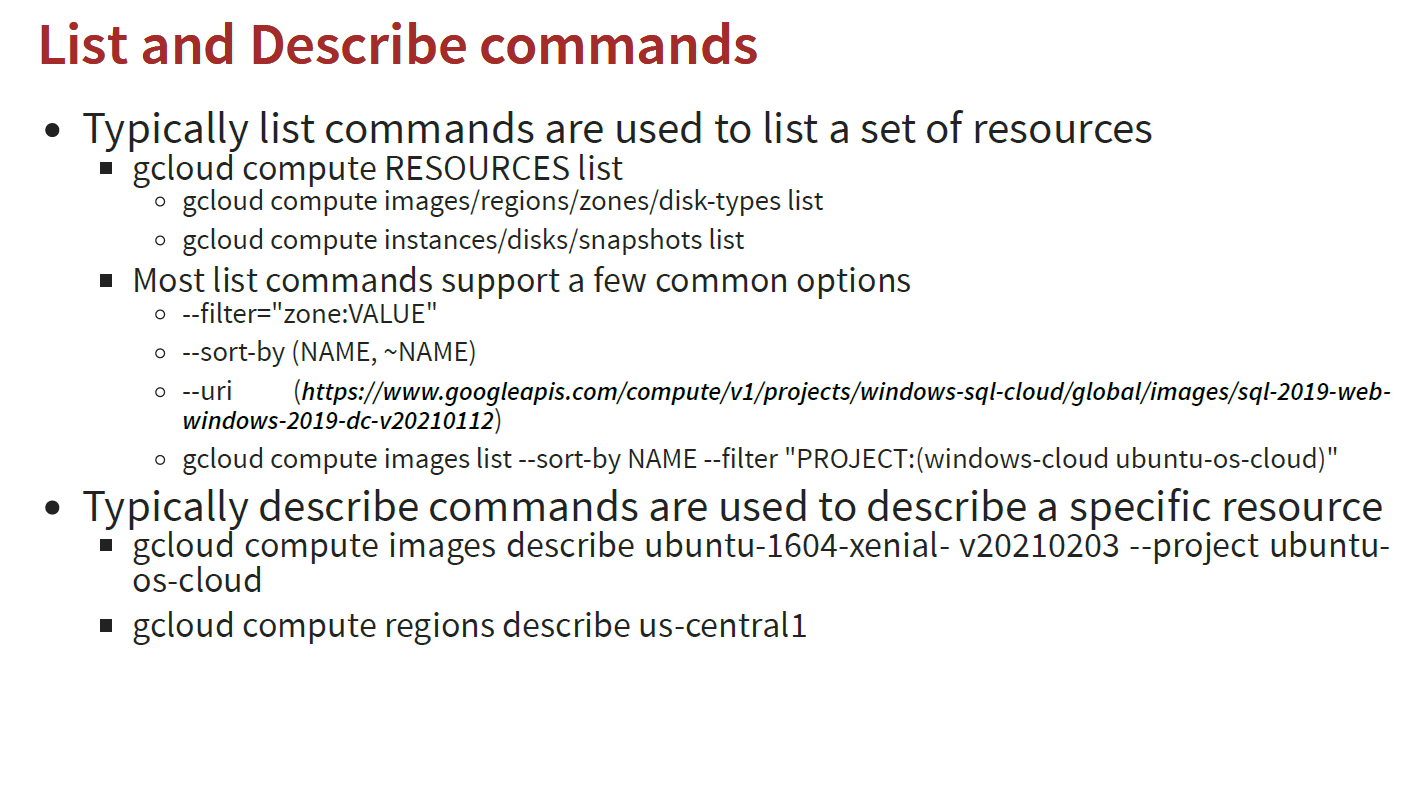 List and Describe commands
• Typically list commands are used to list a set of resources
▪ gcloud compute RESOURCES list
○ gcloud compute images/regions/zones/disk-types list
○ gcloud compute instances/disks/snapshots list
▪ Most list commands support a few common options
○ --filter="zone:VALUE"
○ --sort-by (NAME, ~NAME)
○ --uri (https://www.googleapis.com/compute/v1/projects/windows-sql-cloud/global/images/sql-2019-web-
windows-2019-dc-v20210112)
○ gcloud compute images list --sort-by NAME --filter "PROJECT:(windows-cloud ubuntu-os-cloud)"
• Typically describe commands are used to describe a specific resource
▪ gcloud compute images describe ubuntu-1604-xenial- v20210203 --project ubuntu-
os-cloud
▪ gcloud compute regions describe us-central1